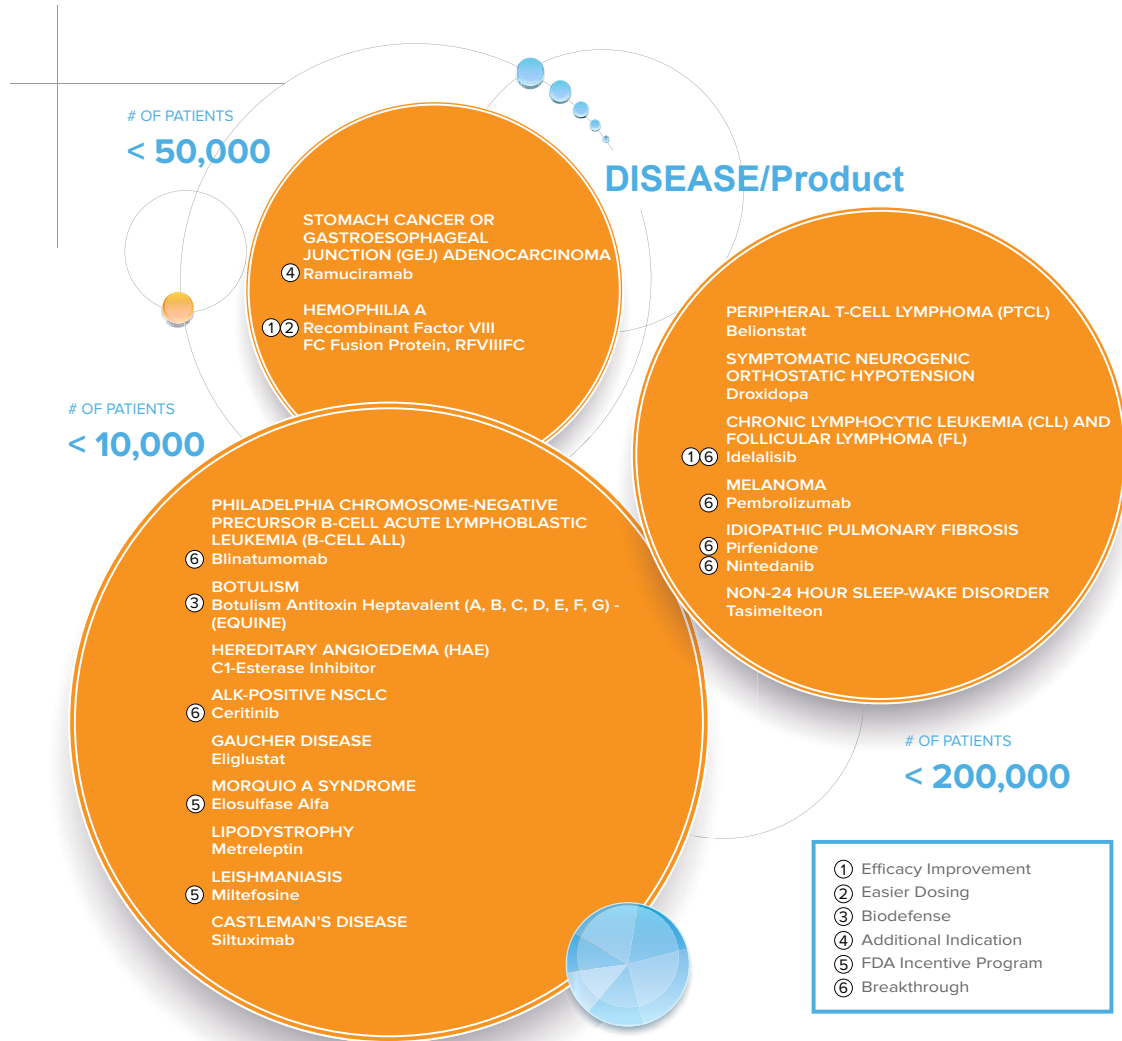 # OF PATIENTS
< 50,000
DISEASE/Product
STOMACH CANCER OR
GASTROESOPHAGEAL
JUNCTION (GEJ) ADENOCARCINOMA
4 Ramuciramab
HEMOPHILIA A
1 2 Recombinant Factor VIII
FC Fusion Protein, RFVIIIFC
# OF PATIENTS
< 10,000
PHILADELPHIA CHROMOSOME-NEGATIVE
PRECURSOR B-CELL ACUTE LYMPHOBLASTIC
LEUKEMIA (B-CELL ALL)
6 Blinatumomab
BOTULISM
3 Botulism Antitoxin Heptavalent (A, B, C, D, E, F, G) -
(EQUINE)
HEREDITARY ANGIOEDEMA (HAE)
C1-Esterase Inhibitor
ALK-POSITIVE NSCLC
6 Ceritinib
GAUCHER DISEASE
Eliglustat
MORQUIO A SYNDROME
5 Elosulfase Alfa
LIPODYSTROPHY
Metreleptin
LEISHMANIASIS
5 Miltefosine
CASTLEMAN'S DISEASE
Siltuximab
PERIPHERAL T-CELL LYMPHOMA (PTCL)
Belionstat
SYMPTOMATIC NEUROGENIC
ORTHOSTATIC HYPOTENSION
Droxidopa
CHRONIC LYMPHOCYTIC LEUKEMIA (CLL) AND
FOLLICULAR LYMPHOMA (FL)
1 6 Idelalisib
MELANOMA
6 Pembrolizumab
IDIOPATHIC PULMONARY FIBROSIS
6 Pirfenidone
6 Nintedanib
NON-24 HOUR SLEEP-WAKE DISORDER
Tasimelteon
# OF PATIENTS
< 200,000
1 Efficacy Improvement
2 Easier Dosing
3 Biodefense
4 Additional Indication
5 FDA Incentive Program
6 Breakthrough